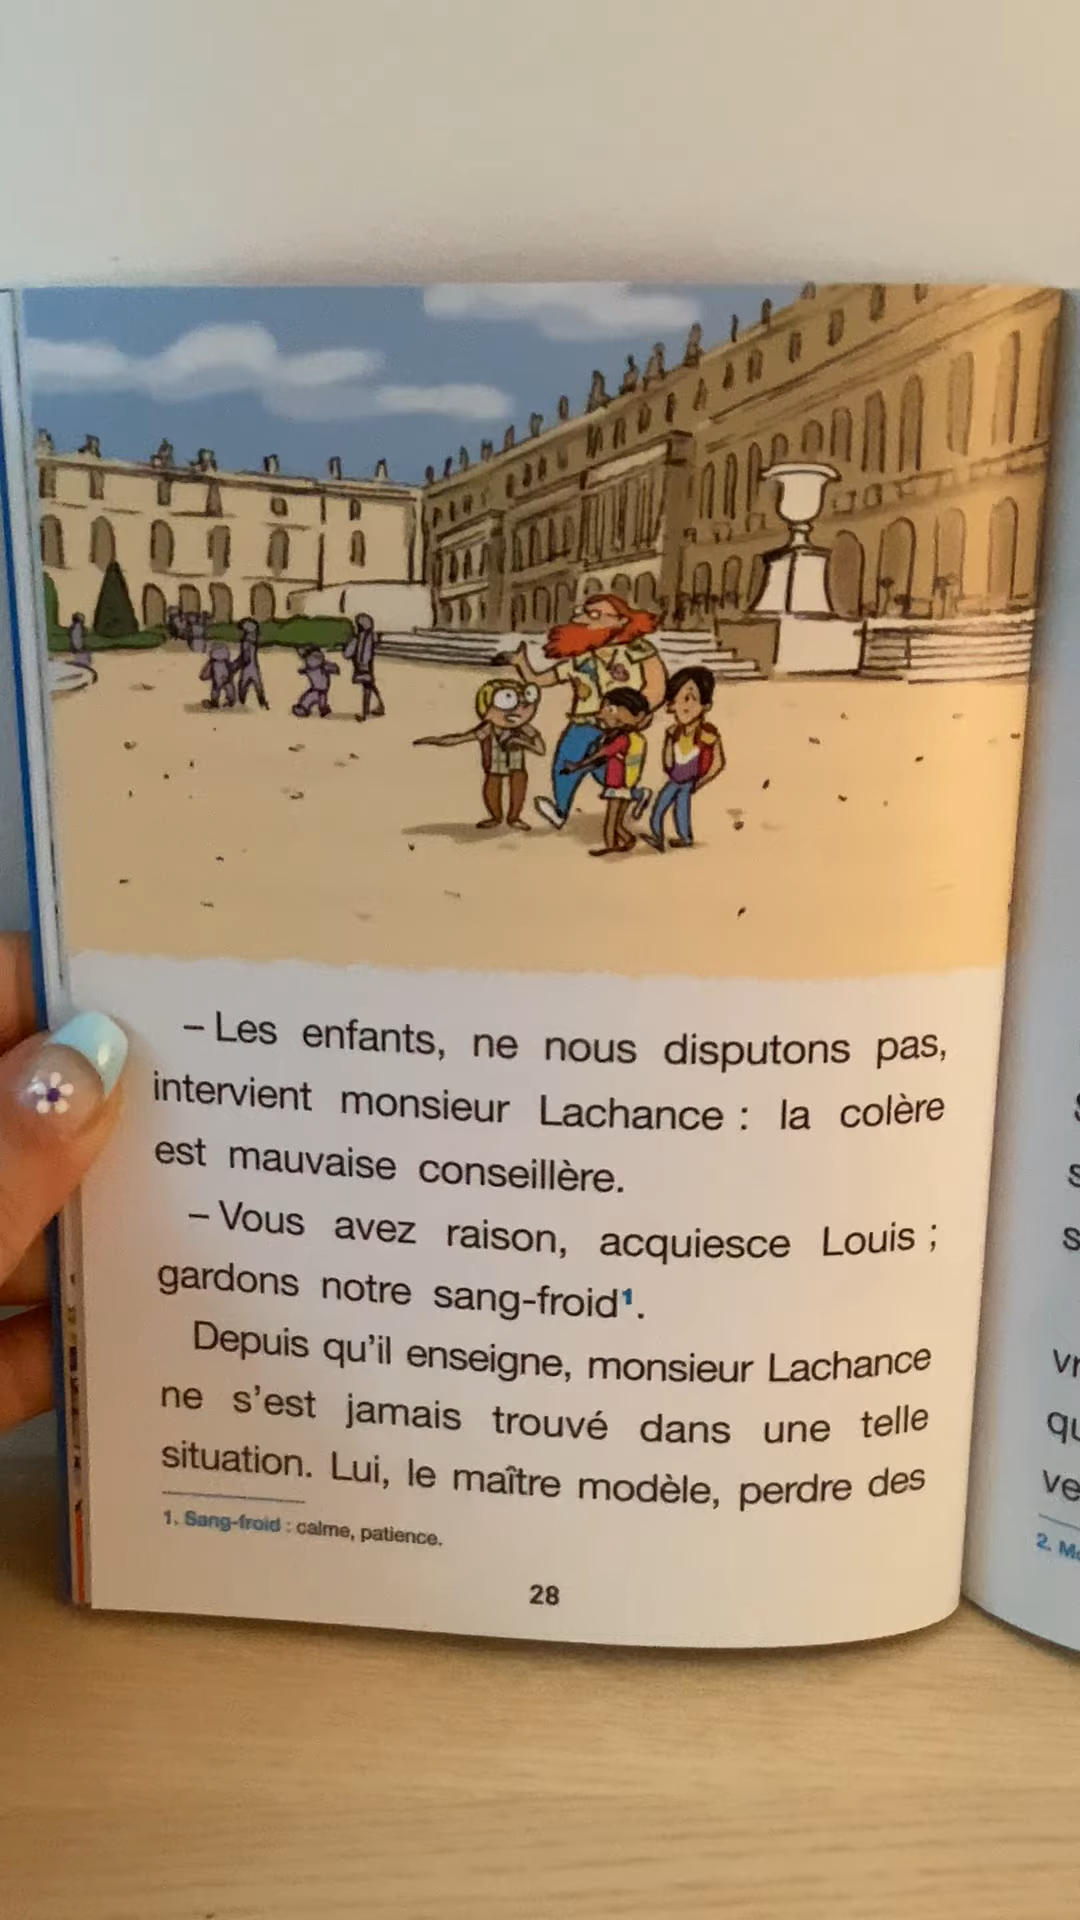 – Les enfants, ne nous disputons pas,
intervient monsieur Lachance : la colère
est mauvaise conseillère.
– Vous avez raison, acquiesce Louis ;
gardons notre sang-froid¹.
Depuis qu'il enseigne, monsieur Lachance
ne s'est jamais trouvé dans une telle
situation. Lui, le maître modèle, perdre des
1. Sang-froid : calme, patience.
28